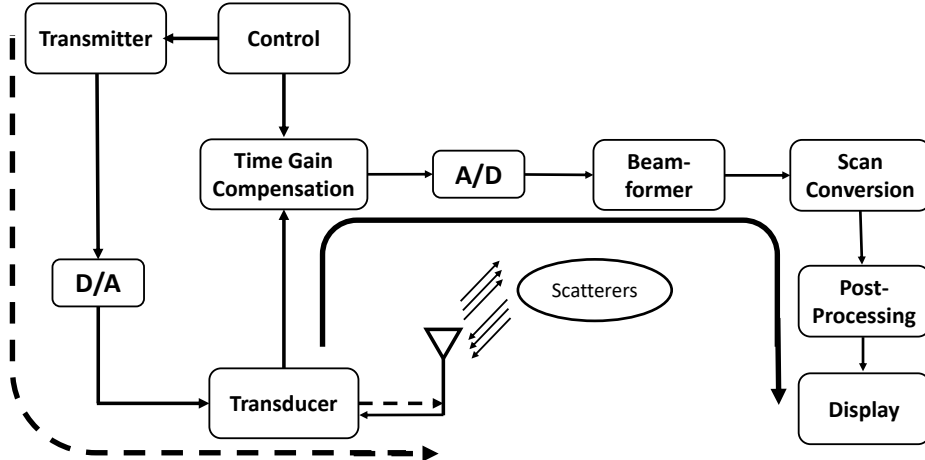 Transmitter
Control
Time Gain
Compensation
A/D
Beam-
former
Scan
Conversion
D/A
Scatterers
Post-
Processing
Transducer
Display